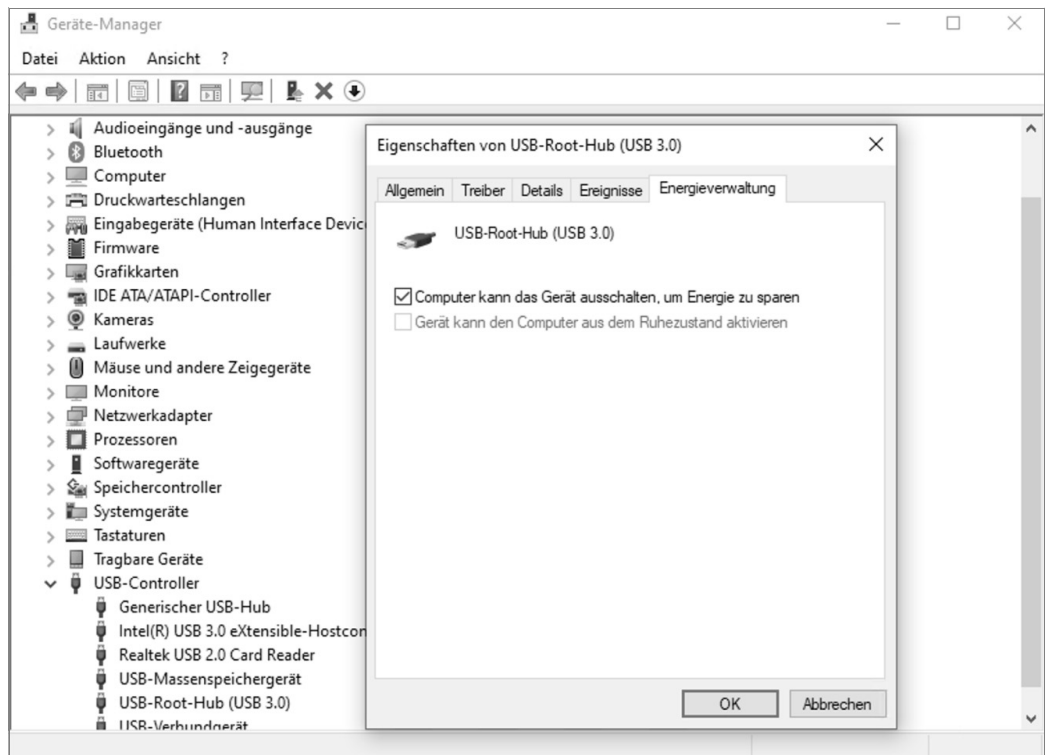 Geräte-Manager
Datei Aktion Ansicht ?
Audioeingänge und -ausgänge
Bluetooth
Computer
Druckwarteschlangen
Eingabegeräte (Human Interface Devic
Firmware
Grafikkarten
IDE ATA/ATAPI-Controller
Kameras
Laufwerke
Mäuse und andere Zeigegeräte
Monitore
Netzwerkadapter
Prozessoren
Softwaregeräte
Speichercontroller
Systemgeräte
Tastaturen
Tragbare Geräte
USB-Controller
Generischer USB-Hub
Intel(R) USB 3.0 eXtensible-Hostcon
Realtek USB 2.0 Card Reader
USB-Massenspeichergerät
USB-Root-Hub (USB 3.0)
USB-Verbundgerät
Eigenschaften von USB-Root-Hub (USB 3.0)
Allgemein Treiber Details Ereignisse Energieverwaltung
USB-Root-Hub (USB 3.0)
Computer kann das Gerät ausschalten, um Energie zu sparen
Gerät kann den Computer aus dem Ruhezustand aktivieren
OK Abbrechen